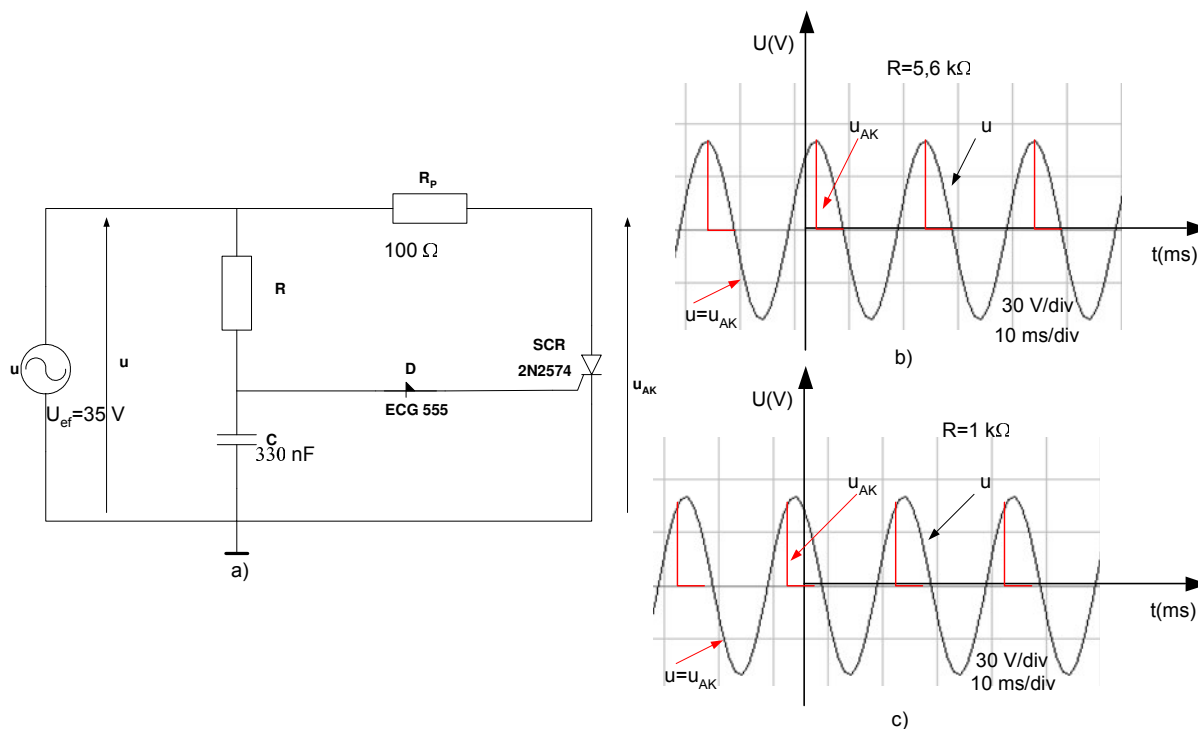 R_P
100 Ω
R
u
u
U_ef=35 V
D
ECG 555
SCR
2N2574
u_AK
C
330 nF
a)
U(V)
R=5,6 kΩ
u_AK
u
t(ms)
u=u_AK
30 V/div
10 ms/div
b)
U(V)
R=1 kΩ
u_AK
u
t(ms)
u=u_AK
30 V/div
10 ms/div
c)